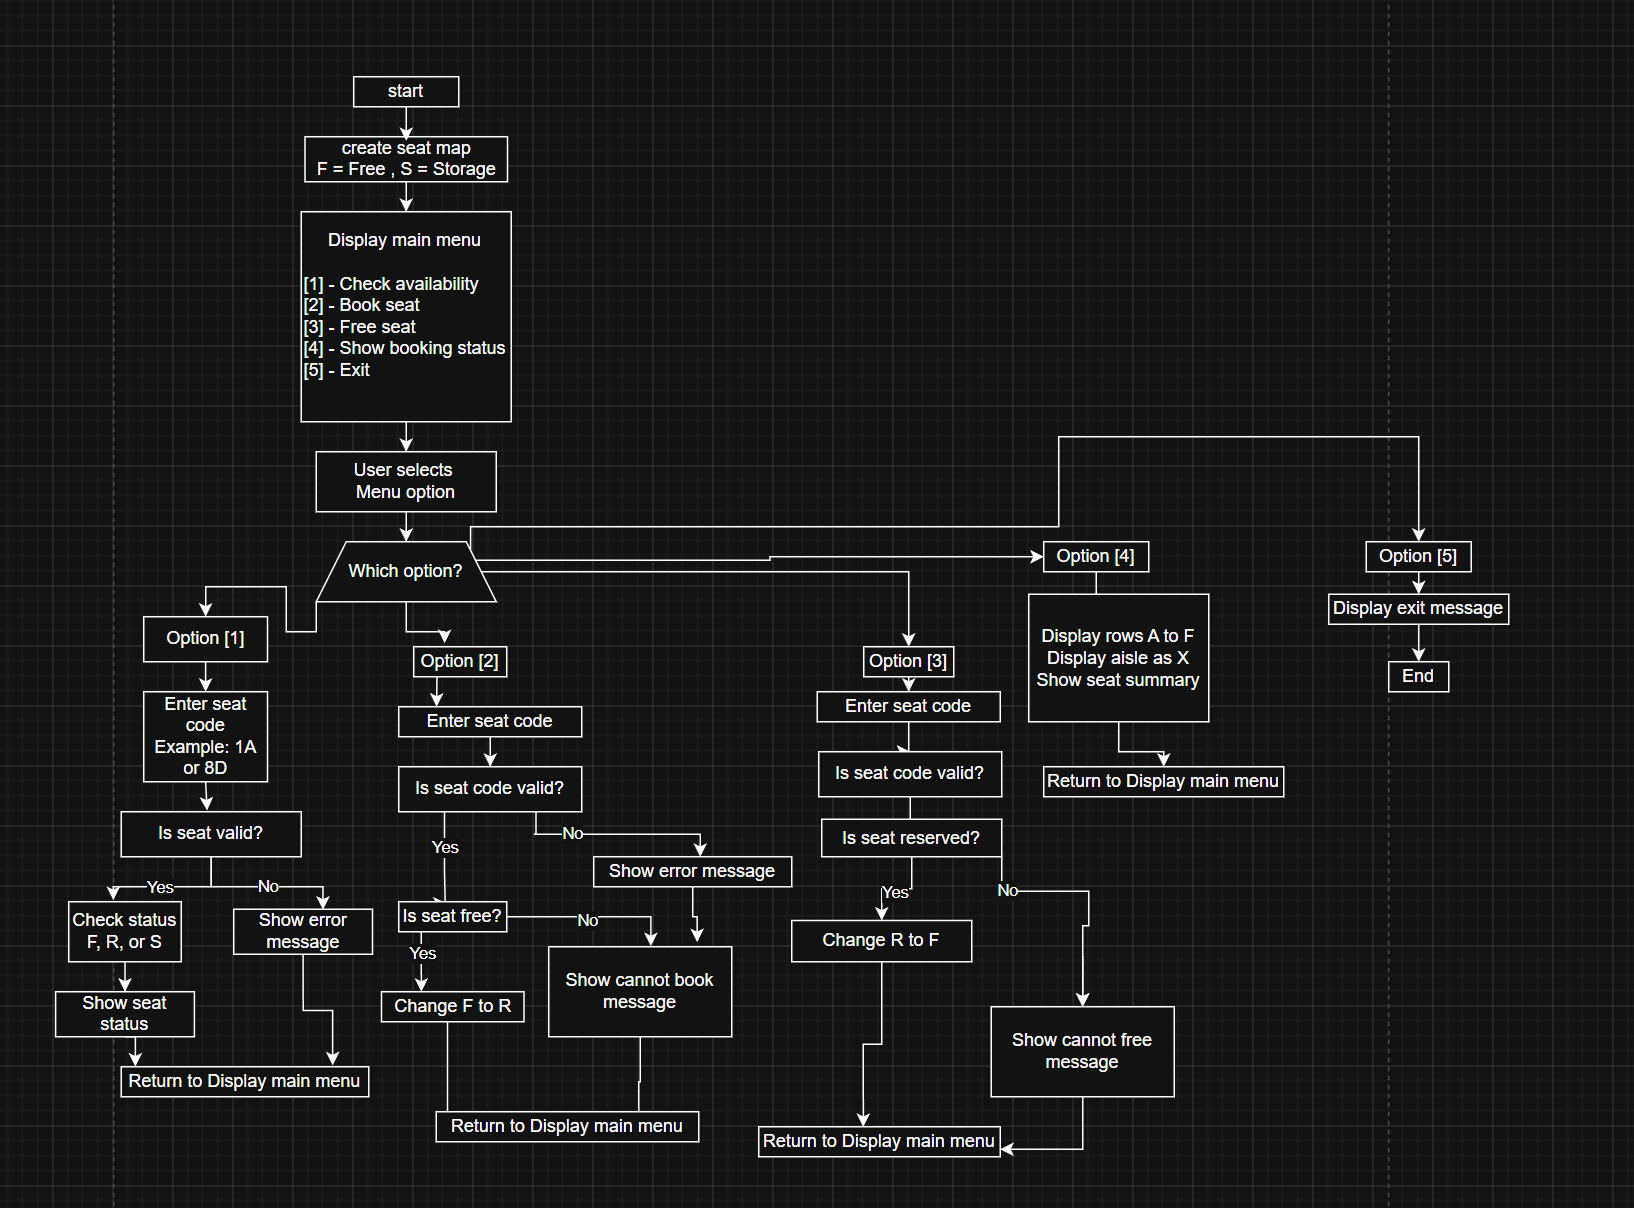 start
create seat map
F = Free , S = Storage
Display main menu
[1] - Check availability
[2] - Book seat
[3] - Free seat
[4] - Show booking status
[5] - Exit
User selects
Menu option
Which option?
Option [1]
Enter seat
code
Example: 1A
or 8D
Is seat valid?
Yes
No
Check status
F, R, or S
Show error
message
Show seat
status
Return to Display main menu
Option [2]
Enter seat code
Is seat code valid?
Yes
No
Show error message
Is seat free?
No
Yes
Change F to R
Show cannot book
message
Return to Display main menu
Option [3]
Enter seat code
Is seat code valid?
Is seat reserved?
Yes
No
Change R to F
Show cannot free
message
Return to Display main menu
Option [4]
Display rows A to F
Display aisle as X
Show seat summary
Return to Display main menu
Option [5]
Display exit message
End